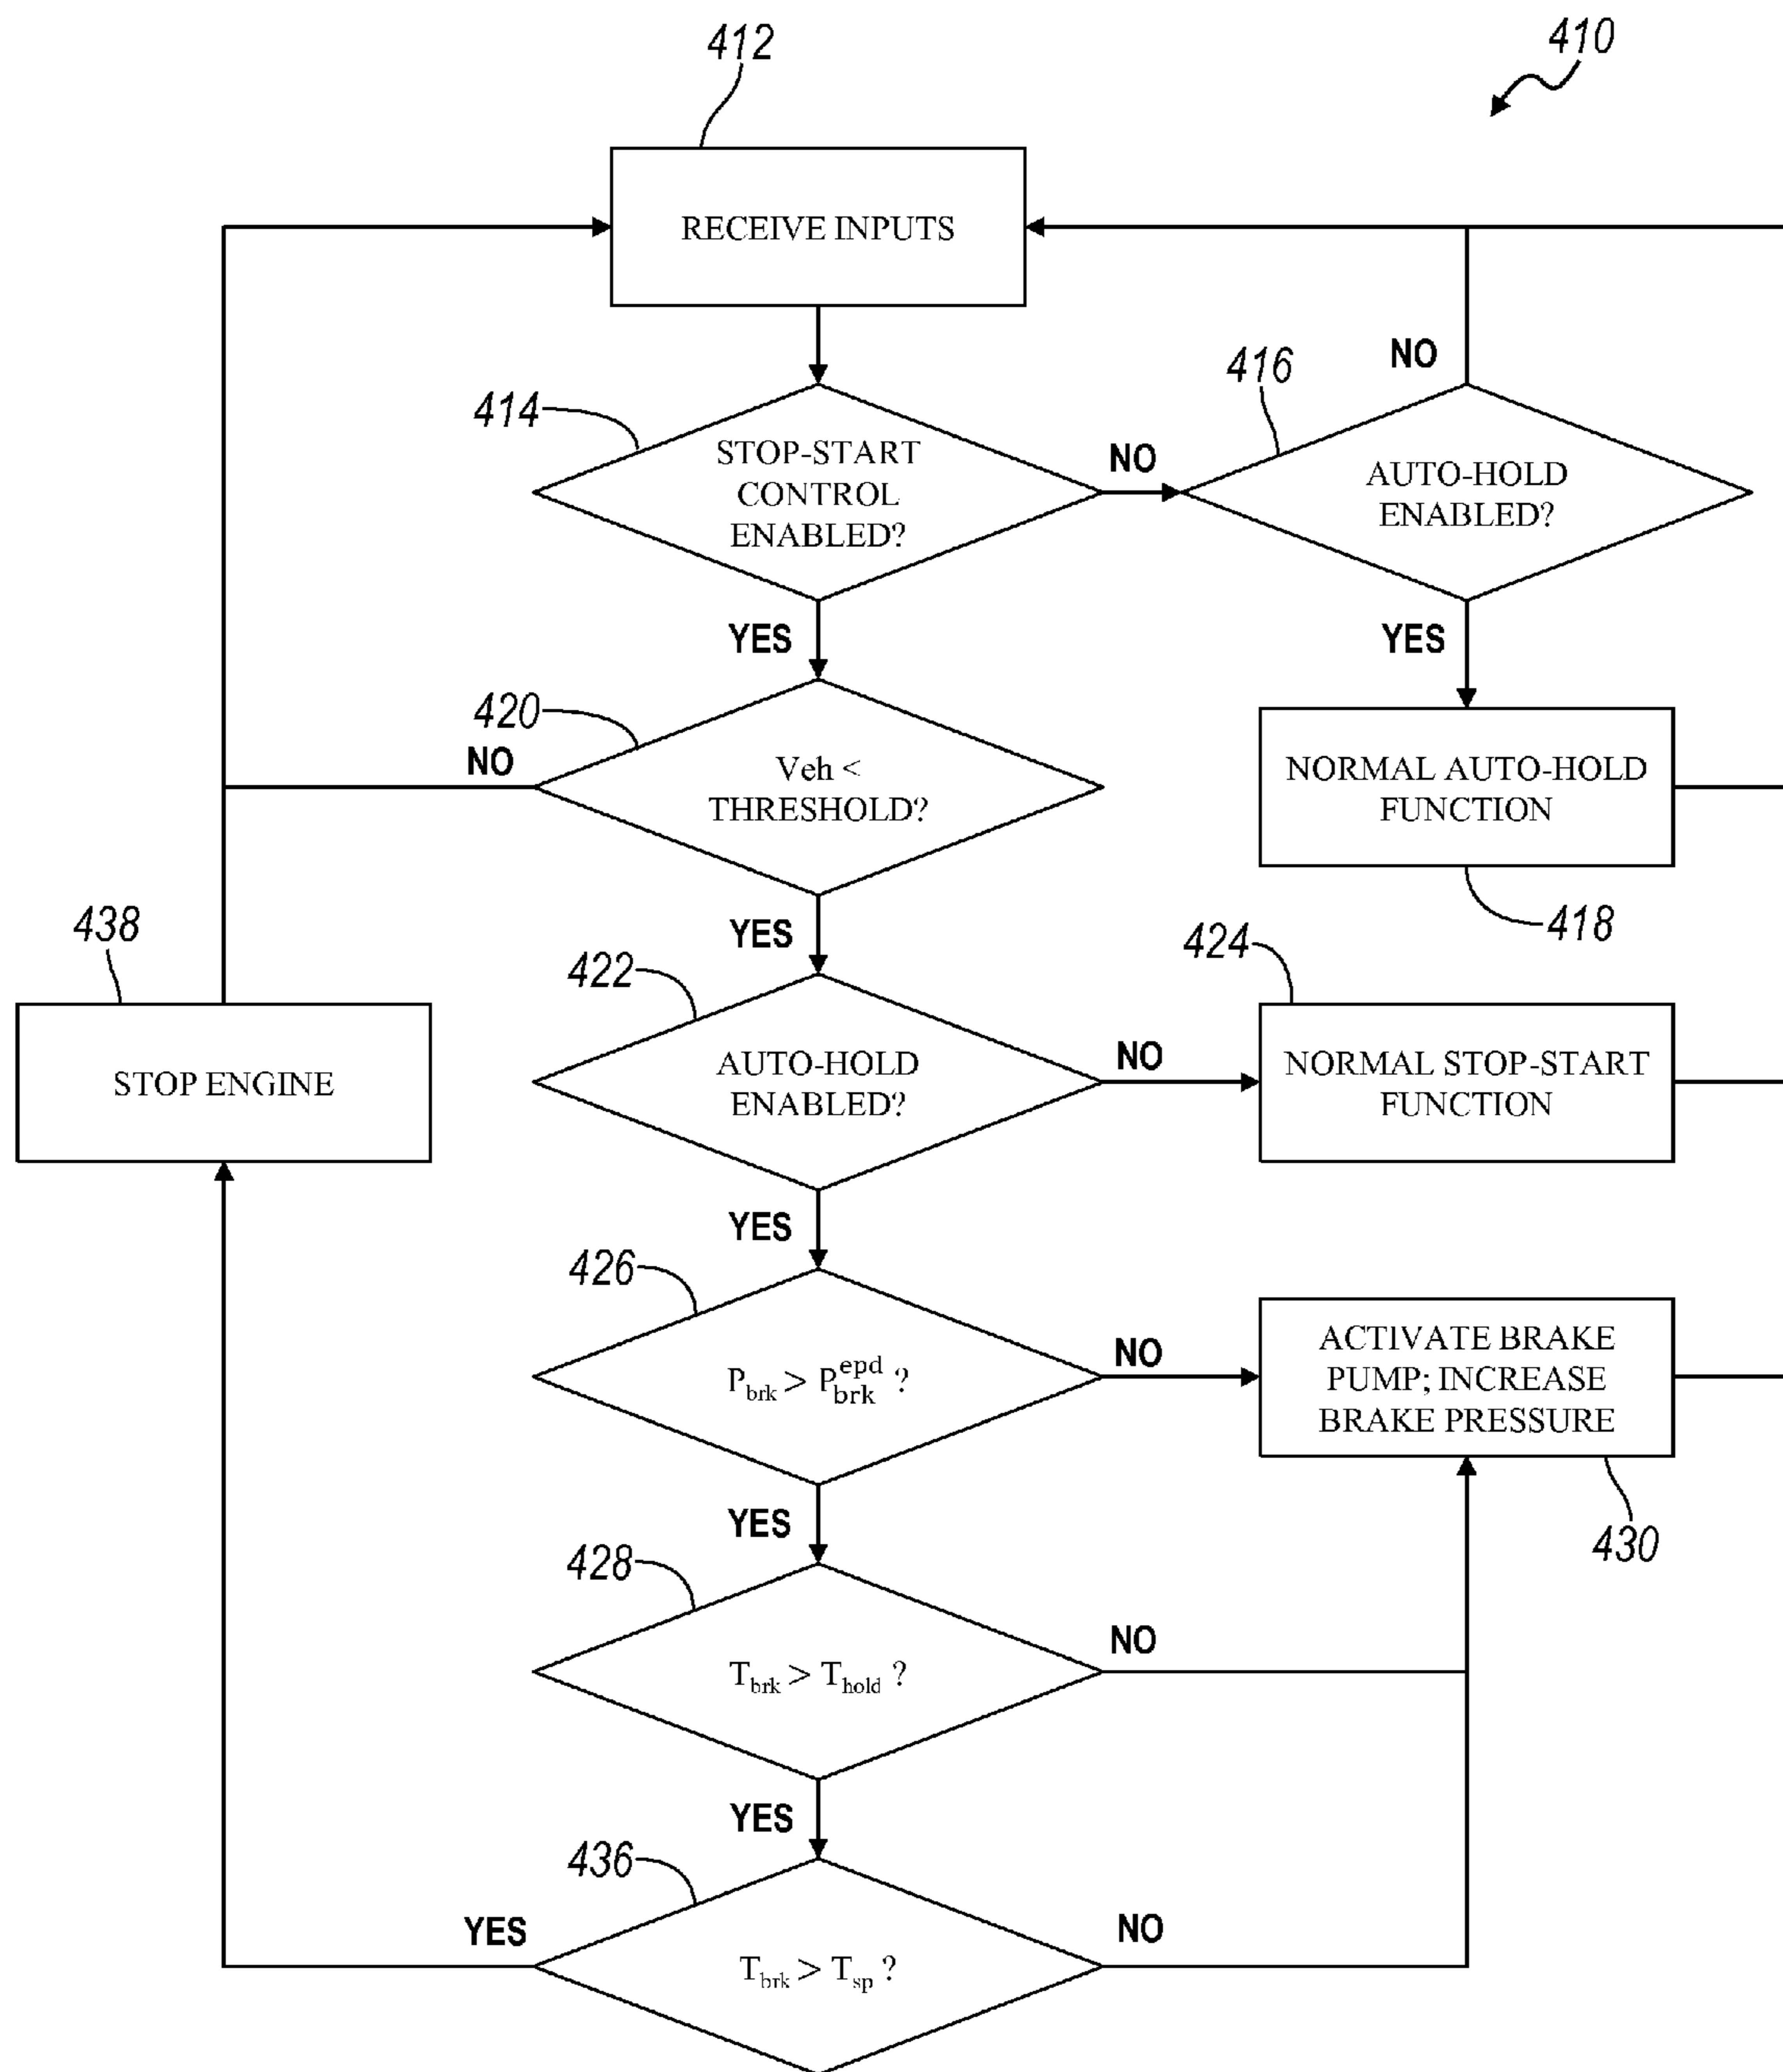 412
410
RECEIVE INPUTS
414
STOP-START
CONTROL
ENABLED?
NO
416
NO
AUTO-HOLD
ENABLED?
YES
YES
420
NO
Veh <
THRESHOLD?
NORMAL AUTO-HOLD
FUNCTION
418
438
YES
STOP ENGINE
422
AUTO-HOLD
ENABLED?
NO
424
NORMAL STOP-START
FUNCTION
YES
426
P_brk > P_brk^epd ?
NO
ACTIVATE BRAKE
PUMP; INCREASE
BRAKE PRESSURE
430
YES
428
T_brk > T_hold ?
NO
YES
436
YES
T_brk > T_sp ?
NO